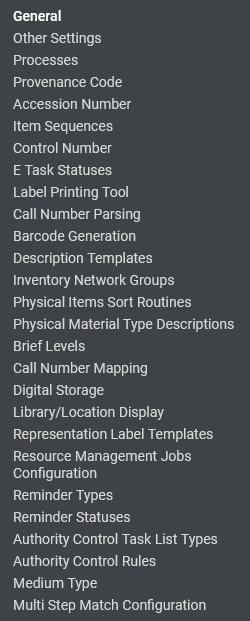 General
Other Settings
Processes
Provenance Code
Accession Number
Item Sequences
Control Number
E Task Statuses
Label Printing Tool
Call Number Parsing
Barcode Generation
Description Templates
Inventory Network Groups
Physical Items Sort Routines
Physical Material Type Descriptions
Brief Levels
Call Number Mapping
Digital Storage
Library/Location Display
Representation Label Templates
Resource Management Jobs
Configuration
Reminder Types
Reminder Statuses
Authority Control Task List Types
Authority Control Rules
Medium Type
Multi Step Match Configuration